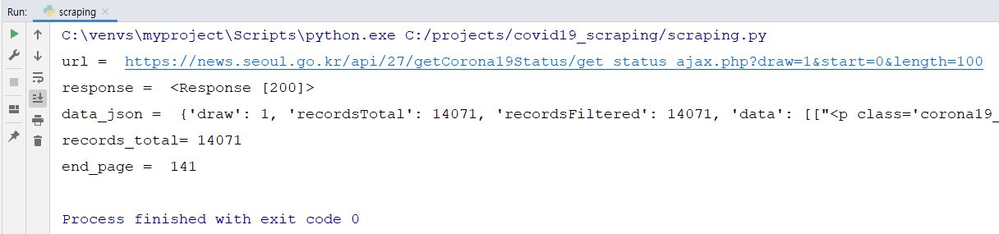 Run: scraping
C:\venvs\myproject\Scripts\python.exe C:/projects/covid19_scraping/scraping.py
url =  https://news.seoul.go.kr/api/27/getCorona19Status/get_status_ajax.php?draw=1&start=0&length=100
response =  <Response [200]>
data_json =  {'draw': 1, 'recordsTotal': 14071, 'recordsFiltered': 14071, 'data': [["<p class='corona19_
records_total= 14071
end_page =  141
Process finished with exit code 0